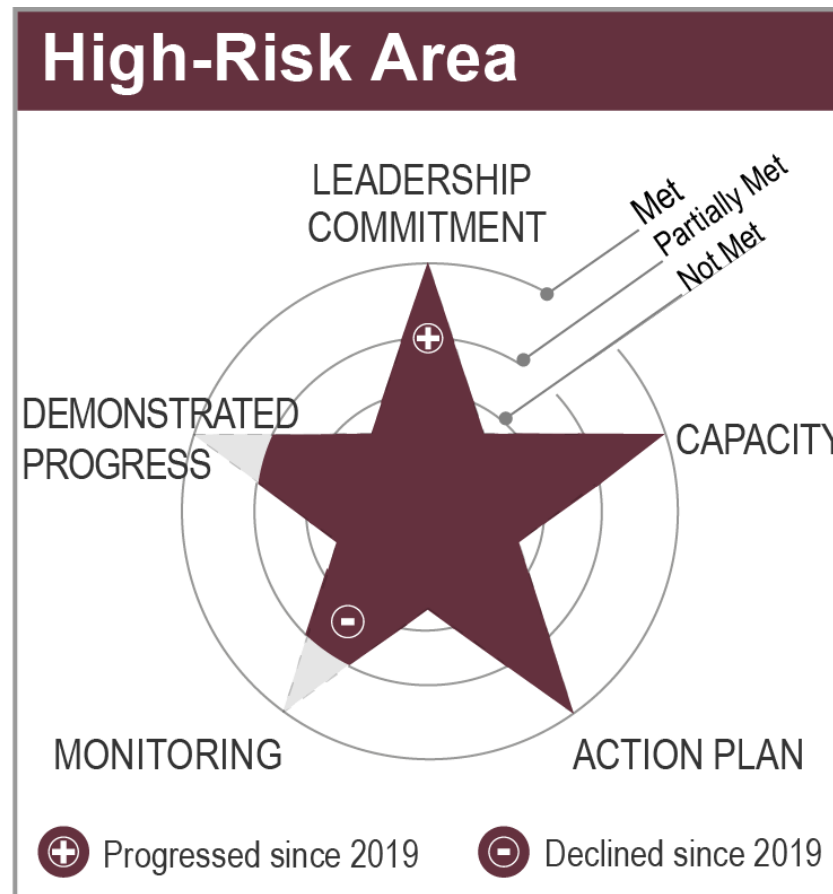 High-Risk Area
LEADERSHIP
COMMITMENT
Met
Partially Met
Not Met
DEMONSTRATED
PROGRESS
CAPACITY
MONITORING
ACTION PLAN
+ Progressed since 2019
- Declined since 2019